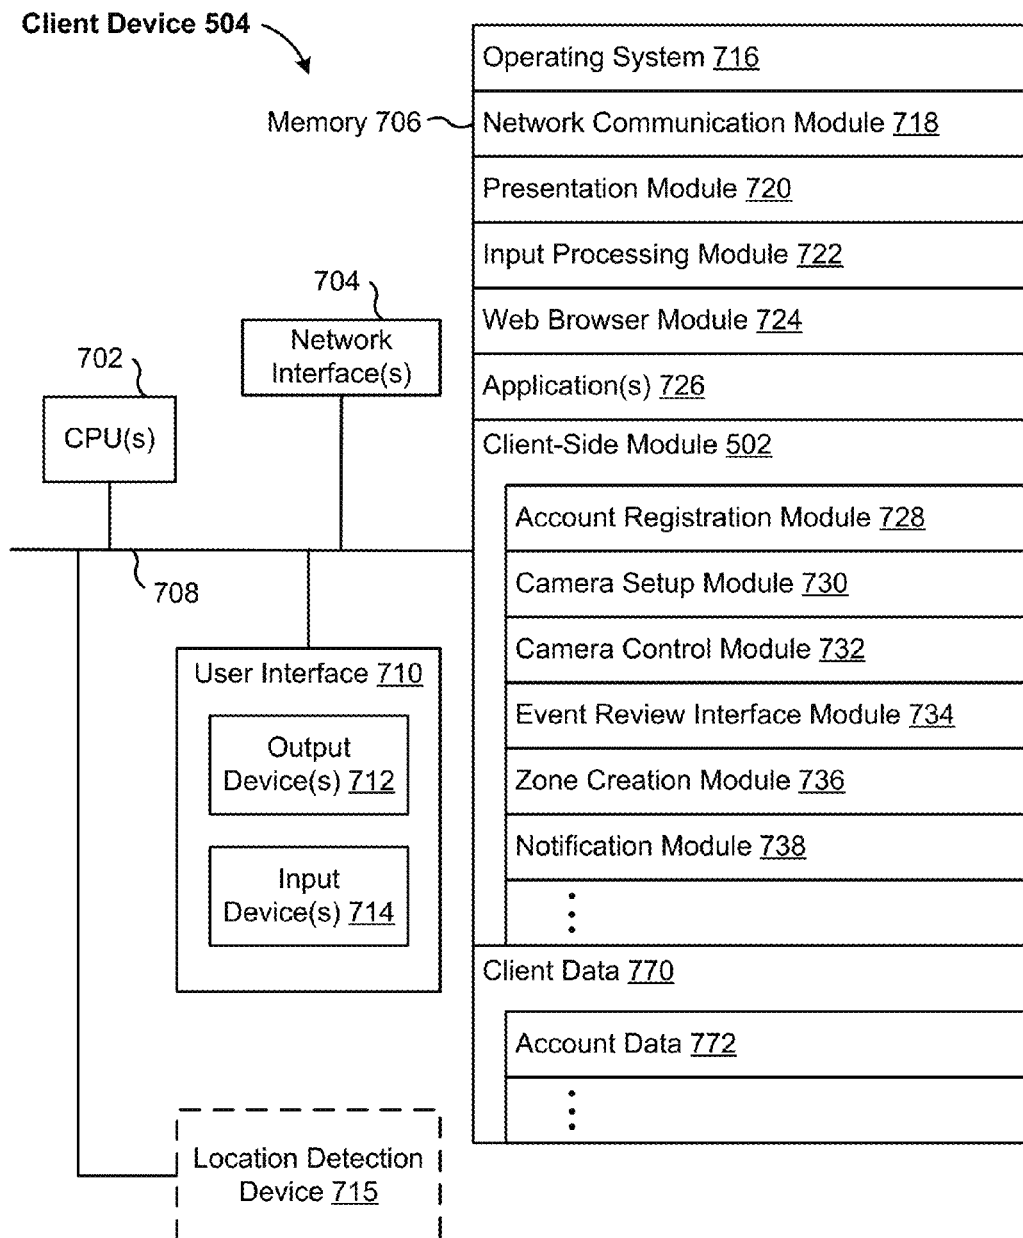 Client Device 504
Memory 706
Operating System 716
Network Communication Module 718
Presentation Module 720
Input Processing Module 722
Web Browser Module 724
Application(s) 726
Client-Side Module 502
Account Registration Module 728
Camera Setup Module 730
Camera Control Module 732
Event Review Interface Module 734
Zone Creation Module 736
Notification Module 738
Client Data 770
Account Data 772
704
Network
Interface(s)
702
CPU(s)
708
User Interface 710
Output
Device(s) 712
Input
Device(s) 714
Location Detection
Device 715